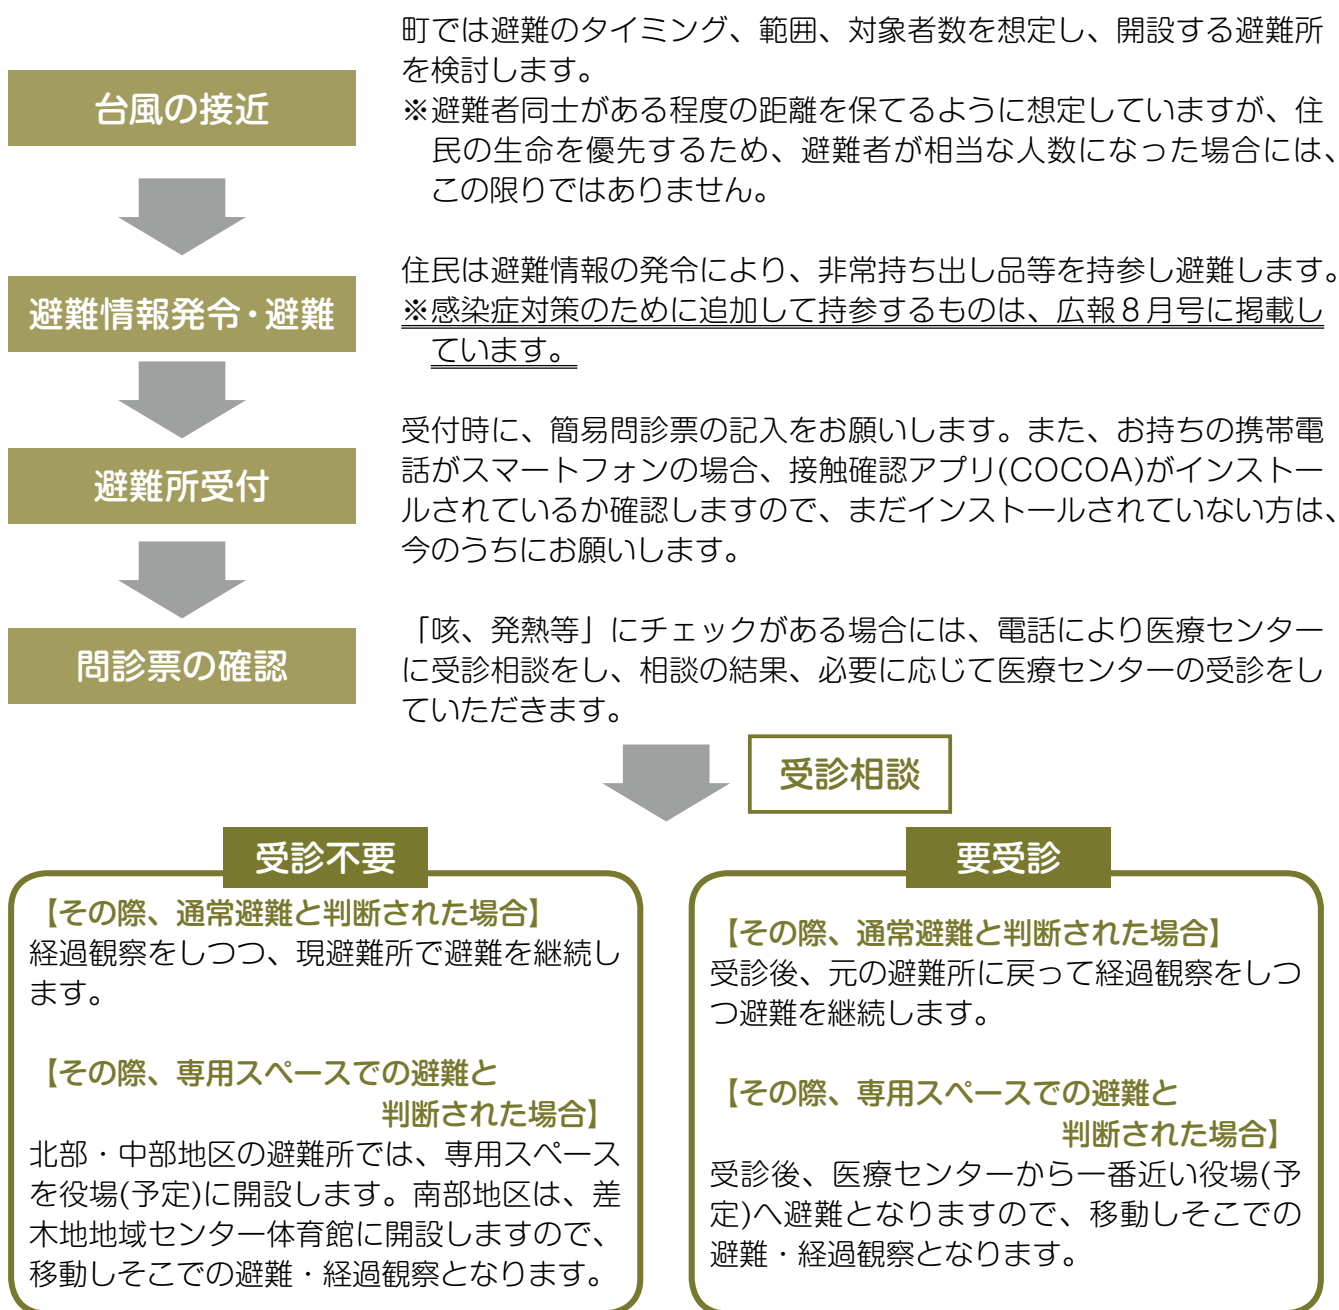 町では避難のタイミング、範囲、対象者数を想定し、開設する避難所
を検討します。
台風の接近
※避難者同士がある程度の距離を保てるように想定していますが、住
民の生命を優先するため、避難者が相当な人数になった場合には、
この限りではありません。
住民は避難情報の発令により、非常持ち出し品等を持参し避難します。
避難情報発令・避難
※感染症対策のために追加して持参するものは、広報８月号に掲載し
ています。
受付時に、簡易問診票の記入をお願いします。また、お持ちの携帯電
話がスマートフォンの場合、接触確認アプリ(COCOA)がインストー
避難所受付
ルされているか確認しますので、まだインストールされていない方は、
今のうちにお願いします。
「咳、発熱等」にチェックがある場合には、電話により医療センター
問診票の確認
に受診相談をし、相談の結果、必要に応じて医療センターの受診をし
ていただきます。
受診相談
受診不要
【その際、通常避難と判断された場合】
経過観察をしつつ、現避難所で避難を継続し
ます。
【その際、専用スペースでの避難と
判断された場合】
北部・中部地区の避難所では、専用スペース
を役場(予定)に開設します。南部地区は、差
木地地域センター体育館に開設しますので、
移動しそこでの避難・経過観察となります。
要受診
【その際、通常避難と判断された場合】
受診後、元の避難所に戻って経過観察をしつ
つ避難を継続します。
【その際、専用スペースでの避難と
判断された場合】
受診後、医療センターから一番近い役場(予
定)へ避難となりますので、移動しそこでの
避難・経過観察となります。